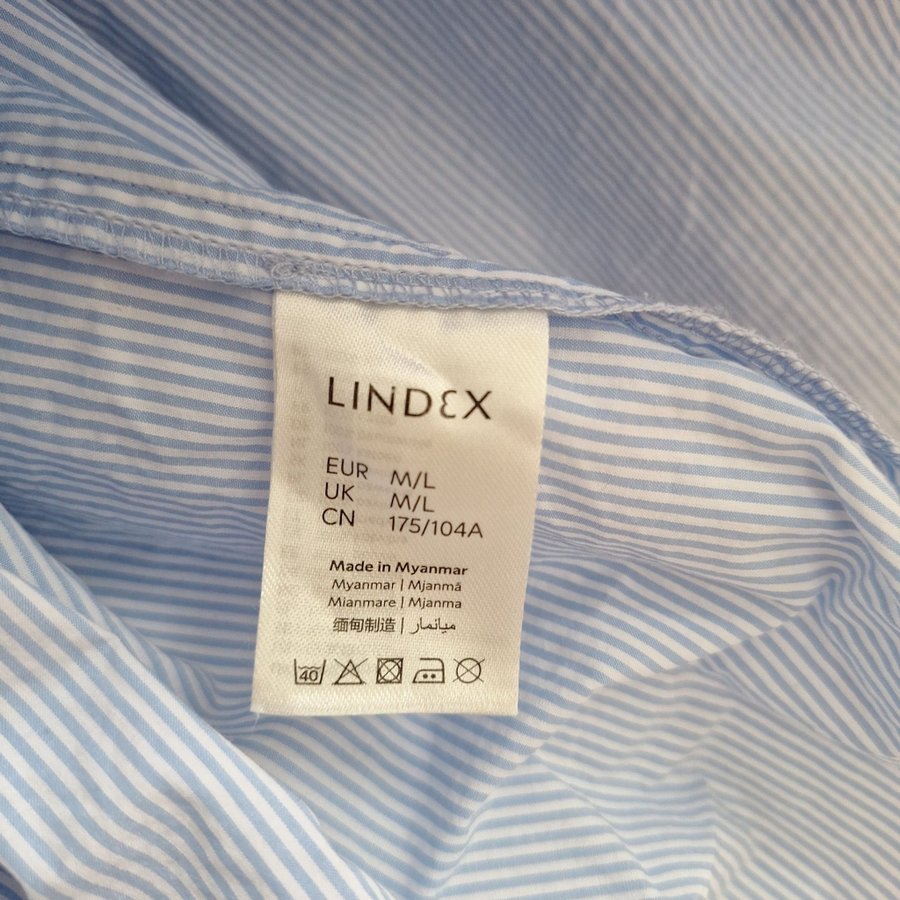 LINDEX
EUR M/L
UK M/L
CN 175/104A
Made in Myanmar
Myanmar | Mjanmā
Mianmare | Mjanma
缅甸制造 | ميانمار
40